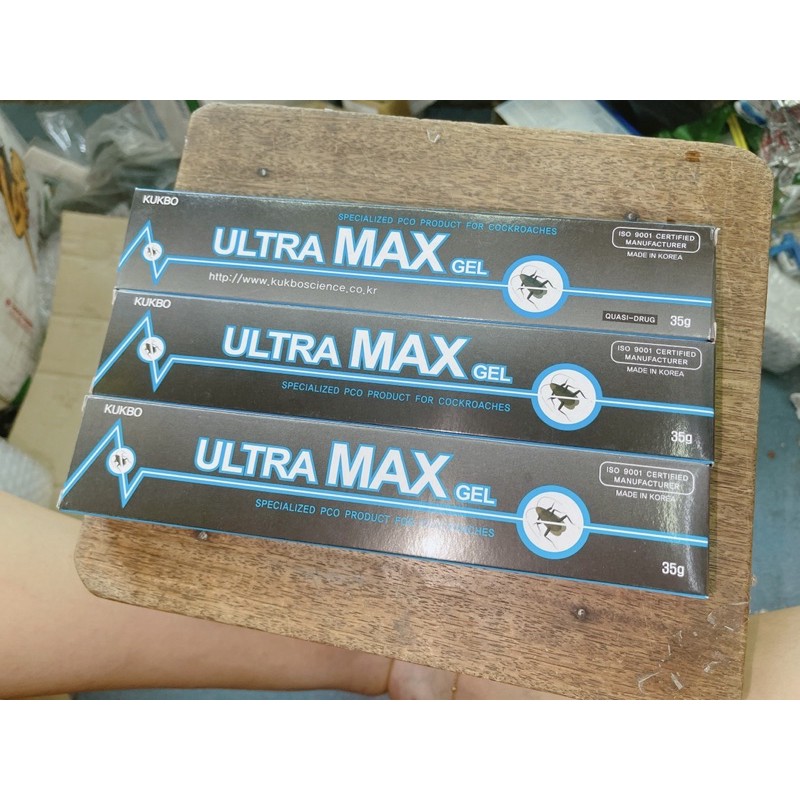 KUKBO
SPECIALIZED PCO PRODUCT FOR COCKROACHES
ULTRA MAX GEL
http://www.kukboscience.co.kr
ISO 9001 CERTIFIED
MANUFACTURER
MADE IN KOREA
QUASI-DRUG 35g
KUKBO
ULTRA MAX GEL
SPECIALIZED PCO PRODUCT FOR COCKROACHES
ISO 9001 CERTIFIED
MANUFACTURER
MADE IN KOREA
35g
KUKBO
ULTRA MAX GEL
SPECIALIZED PCO PRODUCT FOR COCKROACHES
ISO 9001 CERTIFIED
MANUFACTURER
MADE IN KOREA
35g